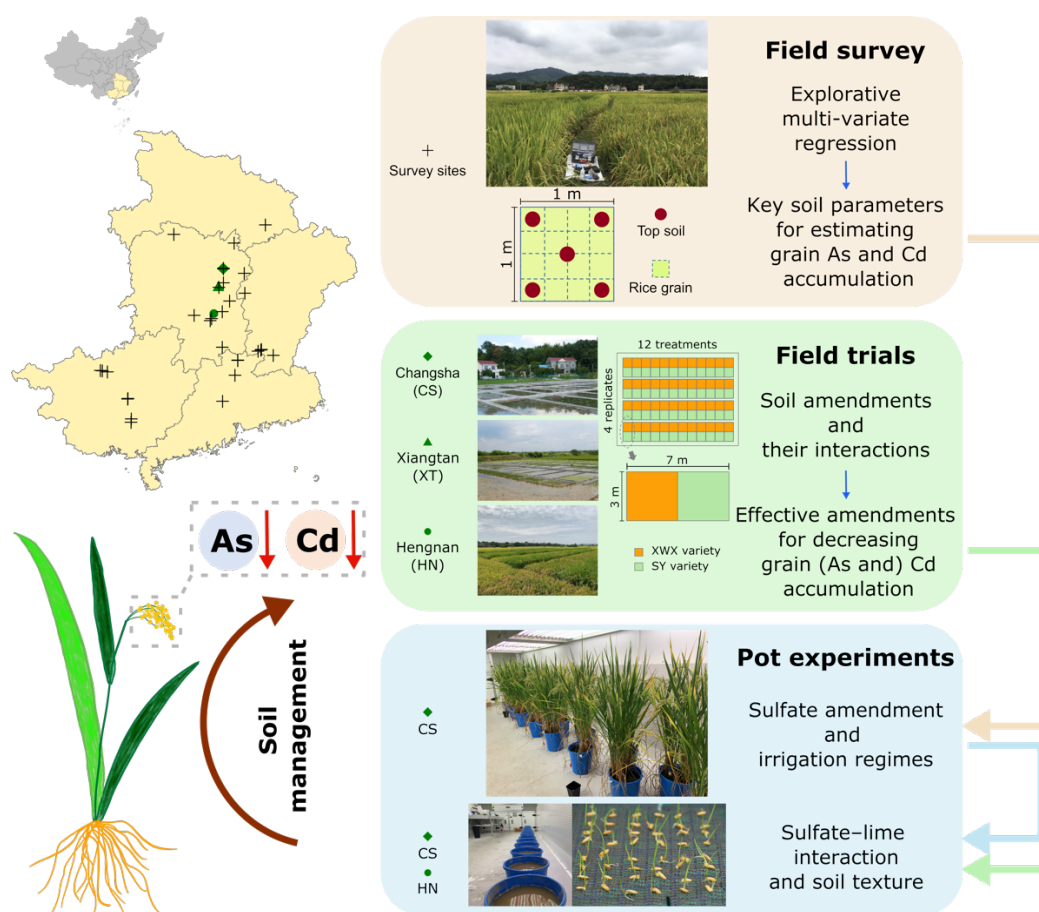 Field survey
Explorative
multi-variate
regression
Key soil parameters
for estimating
grain As and Cd
accumulation
Survey sites
1 m
1 m
Top soil
Rice grain
Field trials
Soil amendments
and
their interactions
Effective amendments
for decreasing
grain (As and) Cd
accumulation
Changsha
(CS)
Xiangtan
(XT)
Hengnan
(HN)
12 treatments
4 replicates
7 m
3 m
XWX variety
SY variety
As
Cd
Soil
management
Pot experiments
Sulfate amendment
and
irrigation regimes
CS
Sulfate–lime
interaction
and soil texture
CS
HN